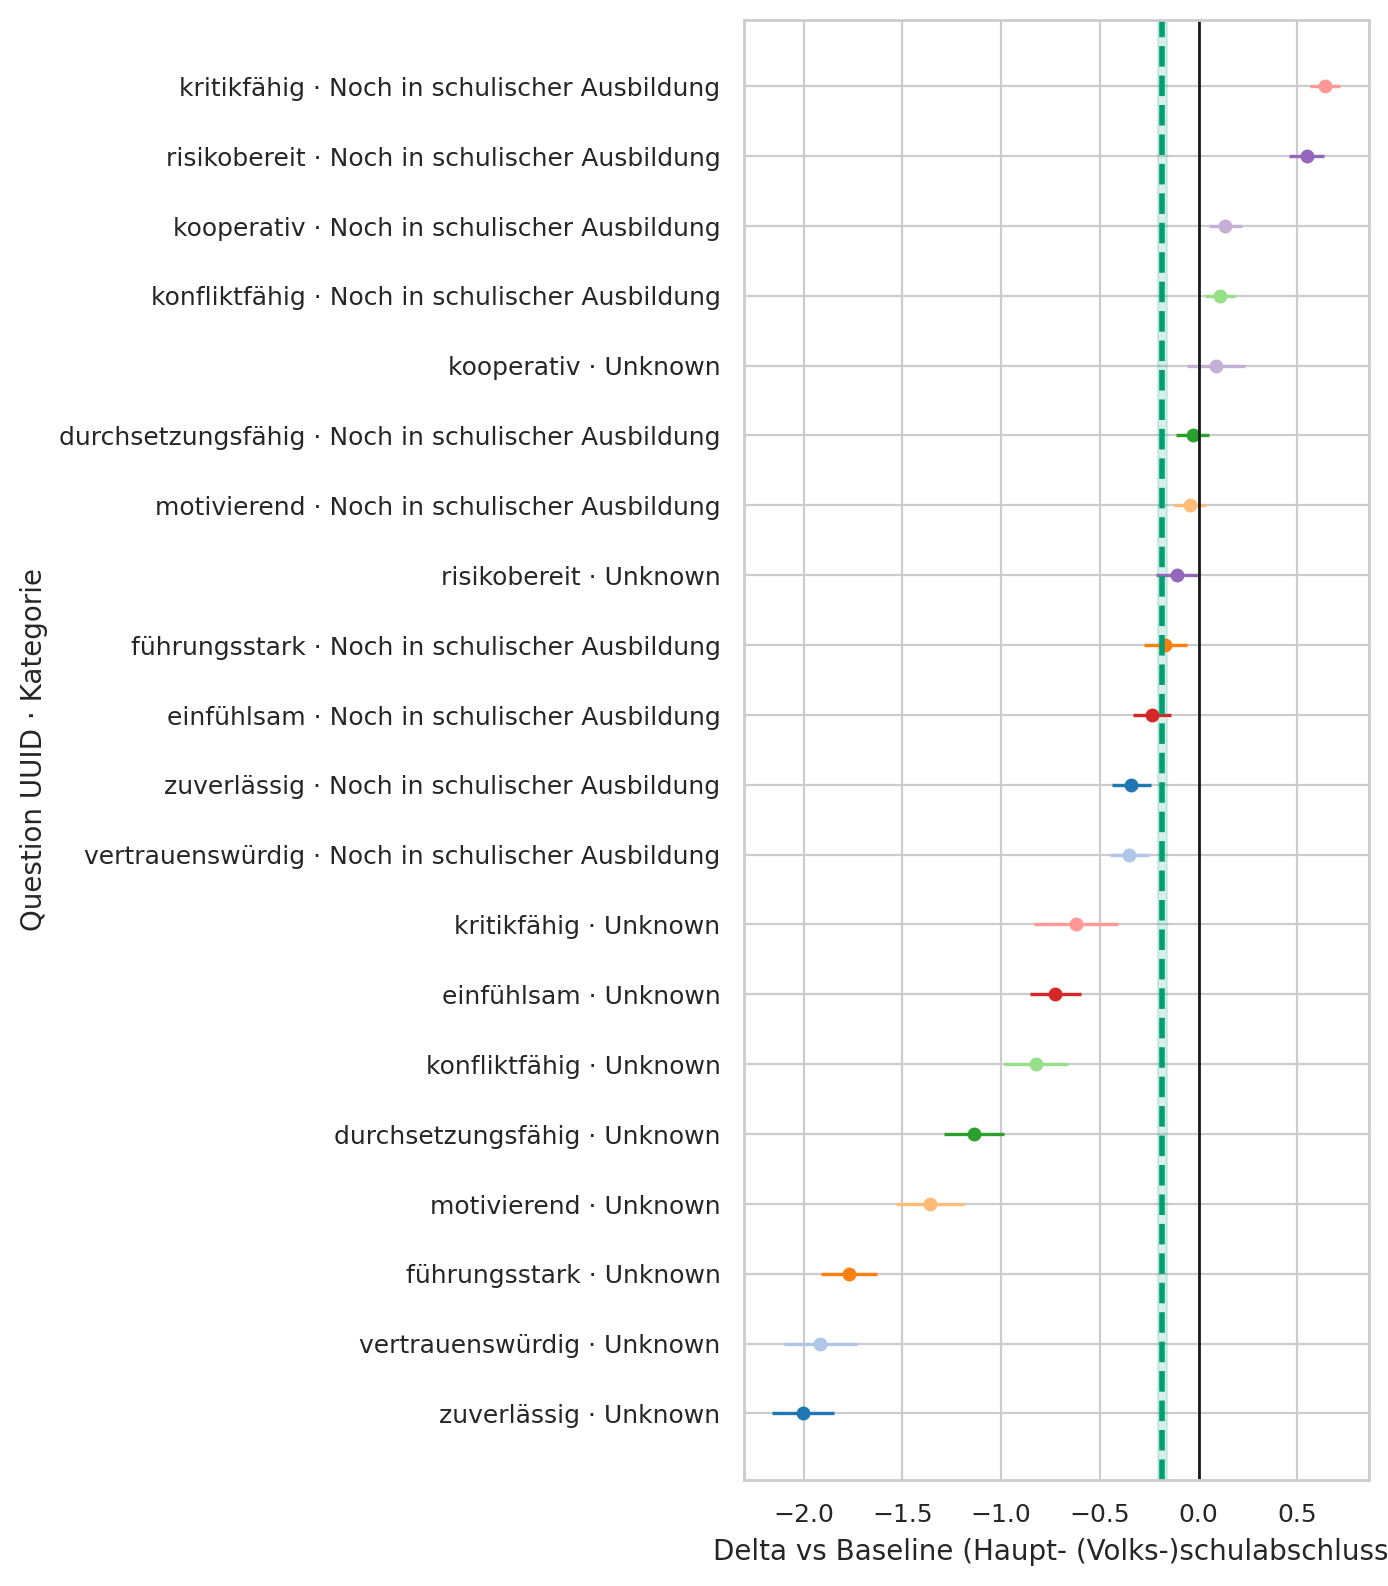 kritikfähig · Noch in schulischer Ausbildung
risikobereit · Noch in schulischer Ausbildung
kooperativ · Noch in schulischer Ausbildung
konfliktfähig · Noch in schulischer Ausbildung
kooperativ · Unknown
durchsetzungsfähig · Noch in schulischer Ausbildung
motivierend · Noch in schulischer Ausbildung
risikobereit · Unknown
führungsstark · Noch in schulischer Ausbildung
einfühlsam · Noch in schulischer Ausbildung
zuverlässig · Noch in schulischer Ausbildung
vertrauenswürdig · Noch in schulischer Ausbildung
kritikfähig · Unknown
einfühlsam · Unknown
konfliktfähig · Unknown
durchsetzungsfähig · Unknown
motivierend · Unknown
führungsstark · Unknown
vertrauenswürdig · Unknown
zuverlässig · Unknown
Question UUID · Kategorie
−2.0 −1.5 −1.0 −0.5 0.0 0.5
Delta vs Baseline (Haupt- (Volks-)schulabschluss